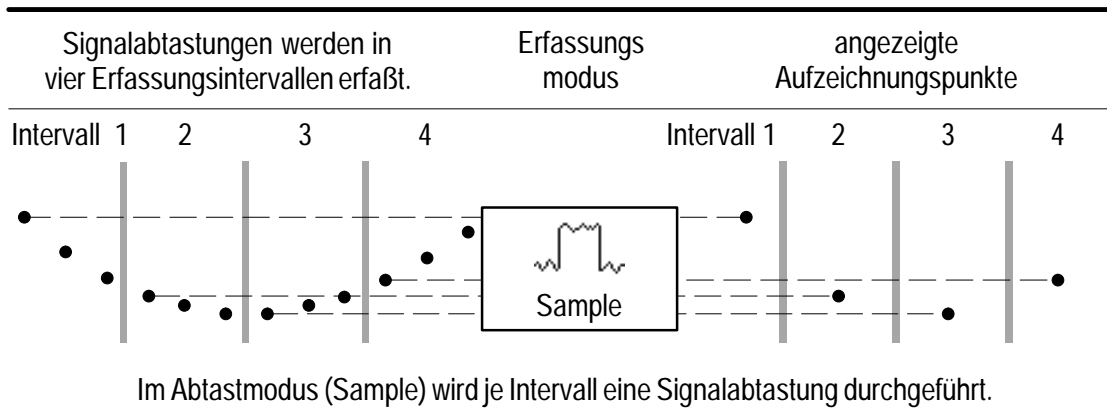 Signalabtastungen werden in
vier Erfassungsintervallen erfaßt.
Erfassungs
modus
angezeigte
Aufzeichnungspunkte
Intervall 1 2 3 4
Intervall 1 2 3 4
Sample
Im Abtastmodus (Sample) wird je Intervall eine Signalabtastung durchgeführt.